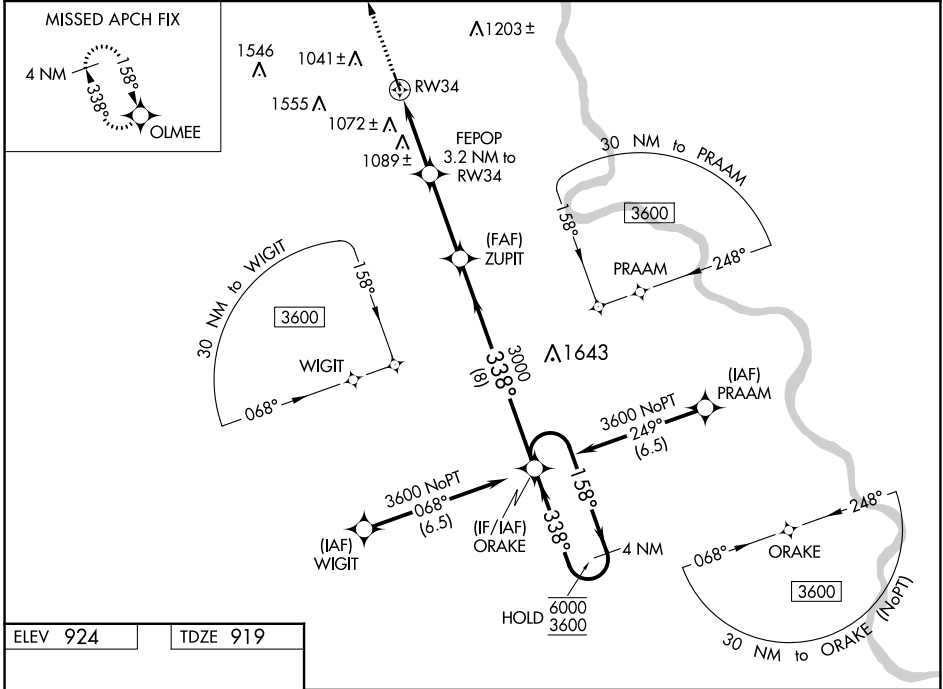 MISSED APCH FIX
4 NM
158°
338°
OLMEE
1546
1041±
1203±
1555
RW34
1072±
1089±
FEPOP
3.2 NM to
RW34
30 NM to PRAAM
158°
3600
248°
PRAAM
(FAF)
ZUPIT
30 NM to WIGIT
158°
3600
WIGIT
068°
3000
338°
(8)
1643
(IAF)
PRAAM
3600 NoPT
249°
(6.5)
3600 NoPT
068°
(6.5)
(IAF)
WIGIT
(IF/IAF)
ORAKE
158°
338°
4 NM
HOLD
6000
3600
248°
068°
ORAKE
3600
30 NM to ORAKE (NoPT)
ELEV 924
TDZE 919